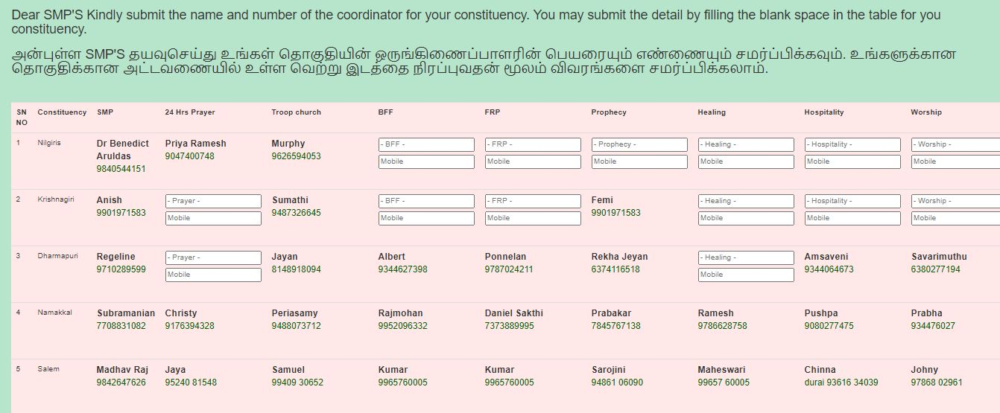 Dear SMP'S Kindly submit the name and number of the coordinator for your constituency. You may submit the detail by filling the blank space in the table for you
constituency.
அன்புள்ள SMP'S தயவுசெய்து உங்கள் தொகுதியின் ஒருங்கிணைப்பாளரின் பெயரையும் எண்ணையும் சமர்ப்பிக்கவும். உங்களுக்கான
தொகுதிக்கான அட்டவணையில் உள்ள வெற்று இடத்தை நிரப்புவதன் மூலம் விவரங்களை சமர்ப்பிக்கலாம்.
SN Constituency SMP 24 Hrs Prayer Troop church BFF FRP Prophecy Healing Hospitality Worship
NO
1 Nilgiris Dr Benedict Priya Ramesh Murphy - BFF - - FRP - - Prophecy - - Healing - - Hospitality - - Worship -
Aruldas 9047400748 9626594053 Mobile Mobile Mobile Mobile Mobile Mobile
9840544151
2 Krishnagiri Anish - Prayer - Sumathi - BFF - - FRP - Femi - Healing - - Hospitality - - Worship -
9901971583 Mobile 9487326645 Mobile Mobile 9901971583 Mobile Mobile Mobile
3 Dharmapuri Regeline - Prayer - Jayan Albert Ponnelan Rekha Jeyan - Healing - Amsaveni Savarimuthu
9710289599 Mobile 8148918094 9344627398 9787024211 6374116518 Mobile 9344064673 6380277194
4 Namakkal Subramanian Christy Periasamy Rajmohan Daniel Sakthi Prabakar Ramesh Pushpa Prabha
7708831082 9176394328 9488073712 9952096332 7373889995 7845767138 9786628758 9080277475 934476027
5 Salem Madhav Raj Jaya Samuel Kumar Kumar Sarojini Maheswari Chinna Johny
9842647626 95240 81548 99409 30652 9965760005 9965760005 94861 06090 99657 60005 durai 93616 34039 97868 02961